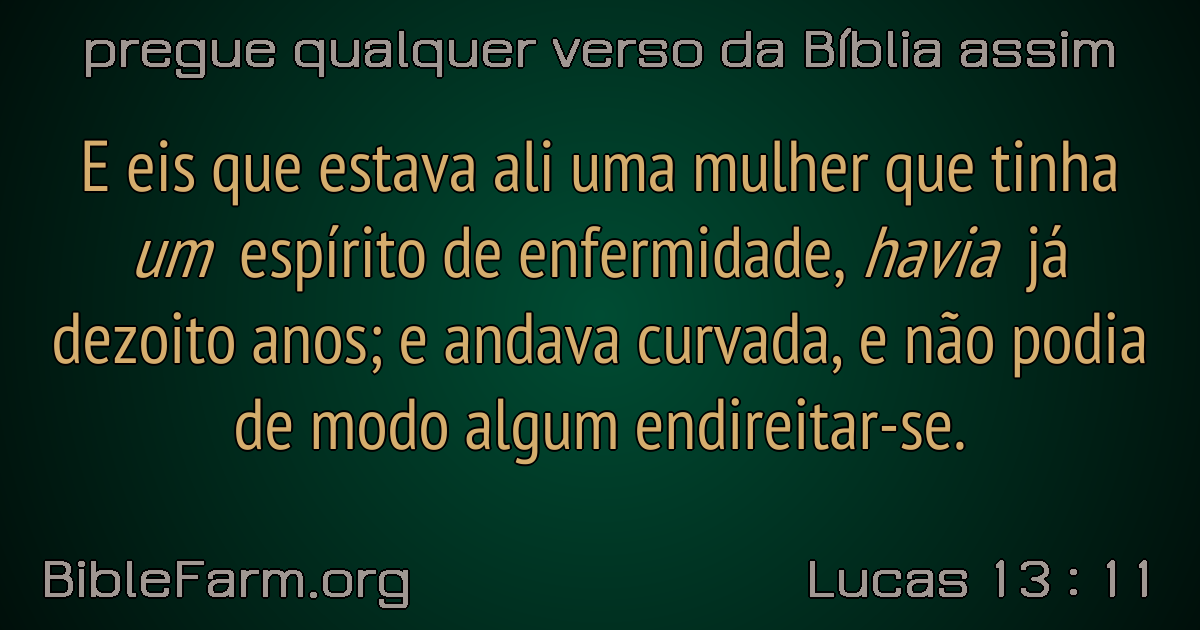 pregue qualquer verso da Bíblia assim
E eis que estava ali uma mulher que tinha
um espírito de enfermidade, havia já
dezoito anos; e andava curvada, e não podia
de modo algum endireitar-se.
BibleFarm.org
Lucas 13 : 11